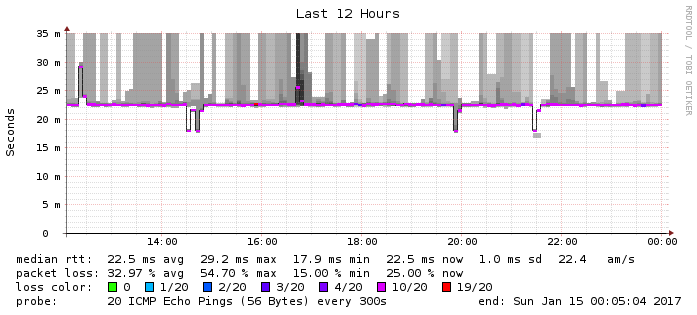 Last 12 Hours
RRDTOOL / TOBI OETIKER
Seconds
35 m
30 m
25 m
20 m
15 m
10 m
5 m
0
14:00 16:00 18:00 20:00 22:00 00:00
median rtt: 22.5 ms avg 29.2 ms max 17.9 ms min 22.5 ms now 1.0 ms sd 22.4 am/s
packet loss: 32.97 % avg 54.70 % max 15.00 % min 25.00 % now
loss color: 0 1/20 2/20 3/20 4/20 10/20 19/20
probe: 20 ICMP Echo Pings (56 Bytes) every 300s end: Sun Jan 15 00:05:04 2017